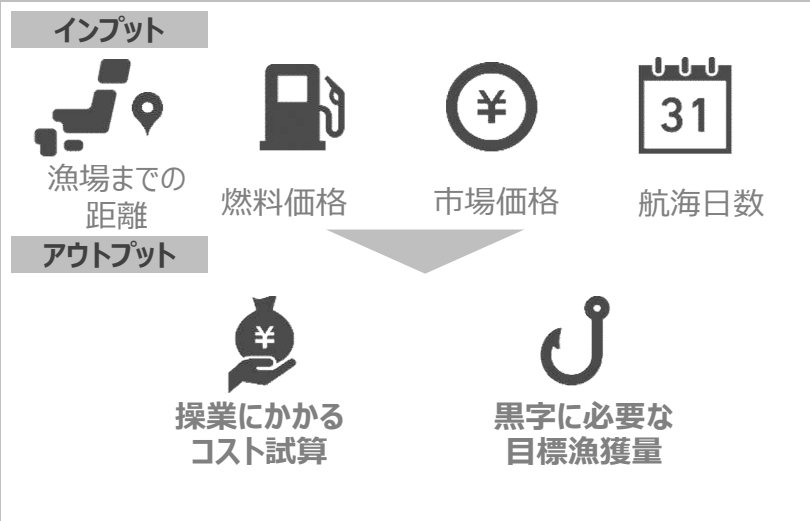 インプット
¥
31
漁場までの
距離
燃料価格
市場価格
航海日数
アウトプット
¥
操業にかかる
コスト試算
黒字に必要な
目標漁獲量